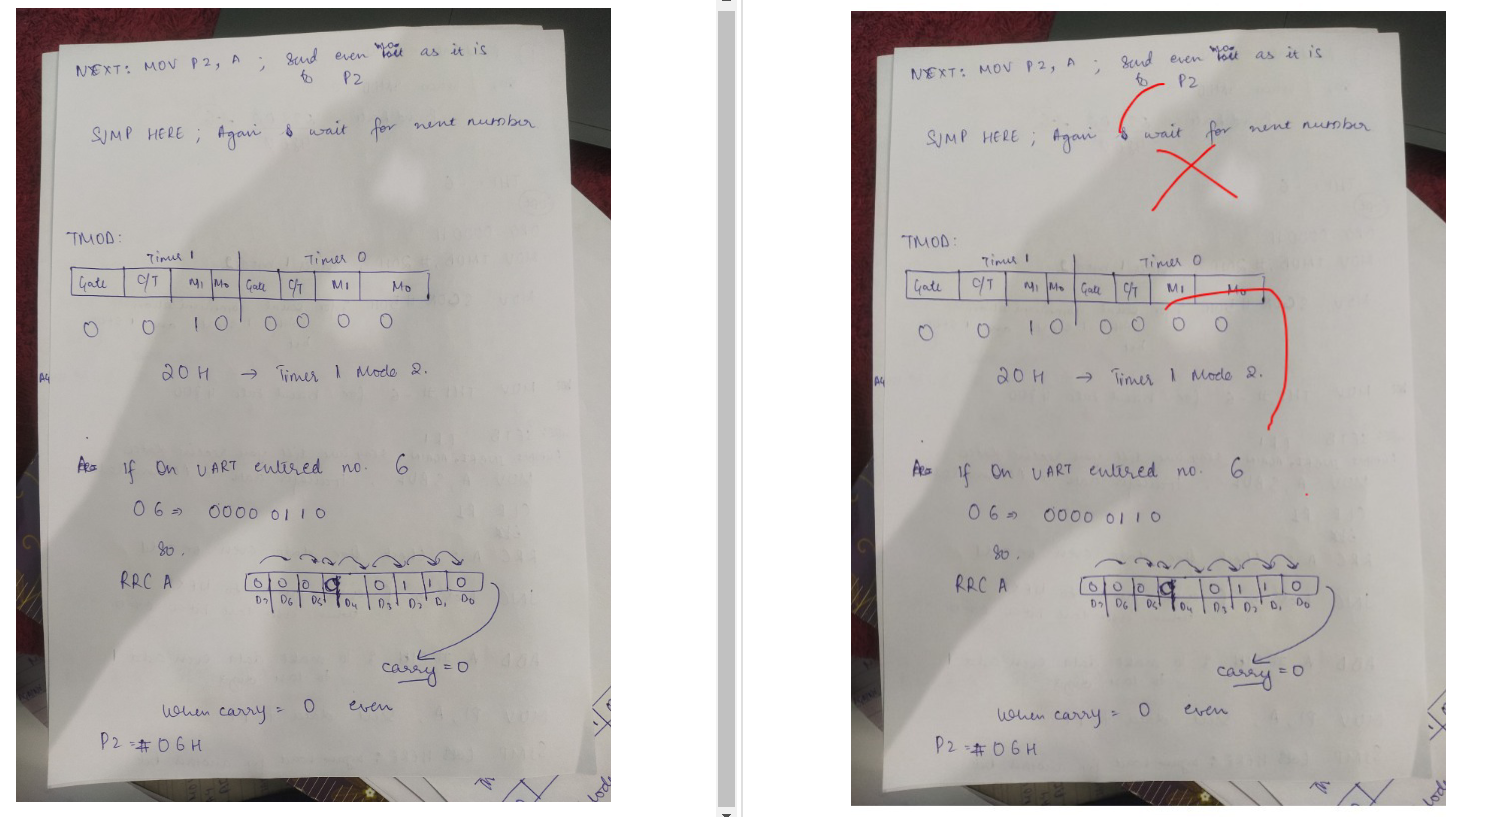 NEXT: MOV P2, A ; Send even no. as it is
to P2
SJMP HERE ; Again & wait for next number
TMOD:
Timer 1 Timer 0
Gate C/T M1 M0 Gate C/T M1 M0
0 0 1 0 0 0 0 0
20H → Timer 1 Mode 2.
If On UART entered no. 6
06 ⇒ 0000 0110
So.
RRC A 0 0 0 0 0 1 1 0
D7 D6 D5 D4 D3 D2 D1 D0
carry = 0
When carry = 0 even
P2 = #06H
NEXT: MOV P2, A ; Send even no. as it is
to P2
SJMP HERE ; Again & wait for next number
TMOD:
Timer 1 Timer 0
Gate C/T M1 M0 Gate C/T M1 M0
0 0 1 0 0 0 0 0
20H → Timer 1 Mode 2.
If On UART entered no. 6
06 ⇒ 0000 0110
So.
RRC A 0 0 0 0 0 1 1 0
D7 D6 D5 D4 D3 D2 D1 D0
carry = 0
When carry = 0 even
P2 = #06H